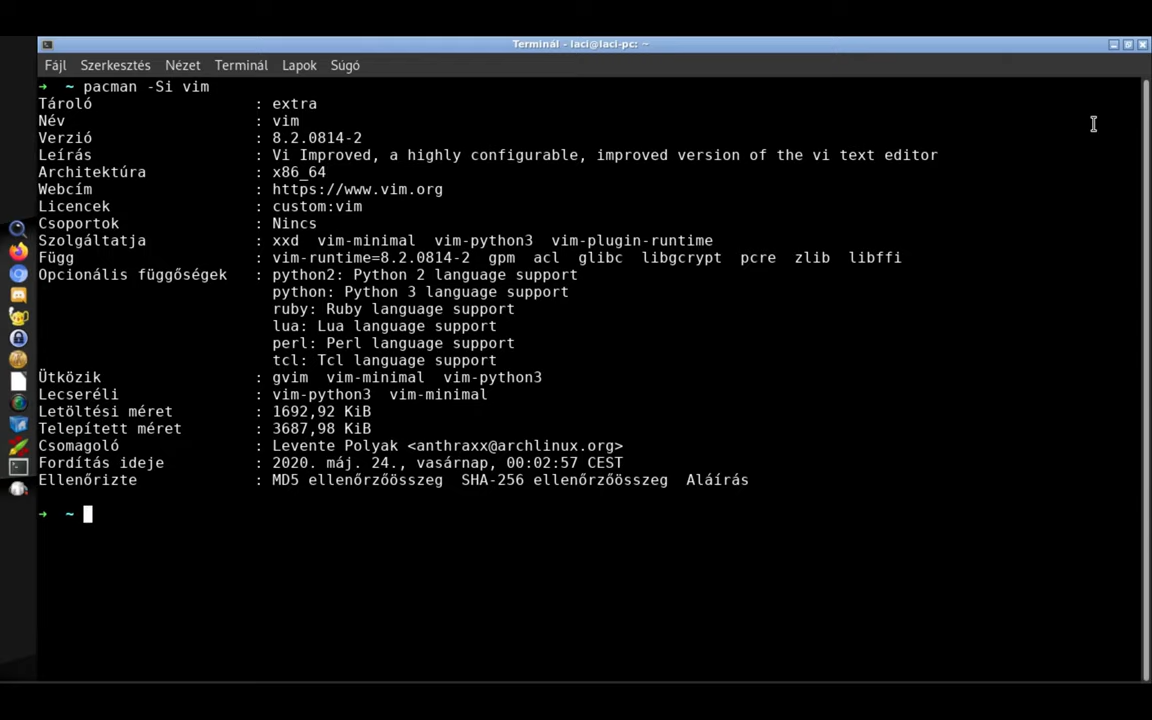 Terminál - laci@laci-pc: ~
Fájl Szerkesztés Nézet Terminál Lapok Súgó
→ ~ pacman -Si vim
Tároló : extra
Név : vim
Verzió : 8.2.0814-2
Leírás : Vi Improved, a highly configurable, improved version of the vi text editor
Architektúra : x86_64
Webcím : https://www.vim.org
Licencek : custom:vim
Csoportok : Nincs
Szolgáltatja : xxd vim-minimal vim-python3 vim-plugin-runtime
Függ : vim-runtime=8.2.0814-2 gpm acl glibc libgcrypt pcre zlib libffi
Opcionális függőségek : python2: Python 2 language support
python: Python 3 language support
ruby: Ruby language support
lua: Lua language support
perl: Perl language support
tcl: Tcl language support
Ütközik : gvim vim-minimal vim-python3
Lecseréli : vim-python3 vim-minimal
Letöltési méret : 1692,92 KiB
Telepített méret : 3687,98 KiB
Csomagoló : Levente Polyak <anthraxx@archlinux.org>
Fordítás ideje : 2020. máj. 24., vasárnap, 00:02:57 CEST
Ellenőrizte : MD5 ellenőrzőösszeg SHA-256 ellenőrzőösszeg Aláírás
→ ~